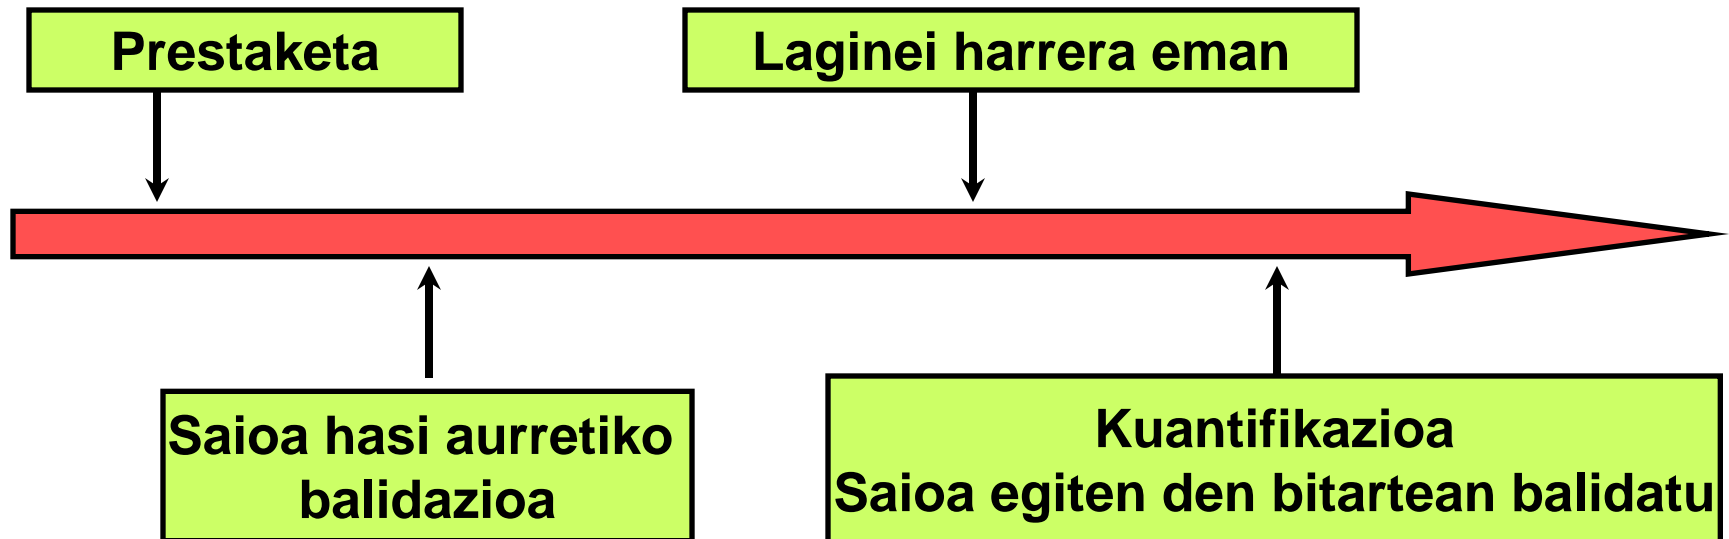 Prestaketa
Laginei harrera eman
Saioa hasi aurretiko
balidazioa
Kuantifikazioa
Saioa egiten den bitartean balidatu